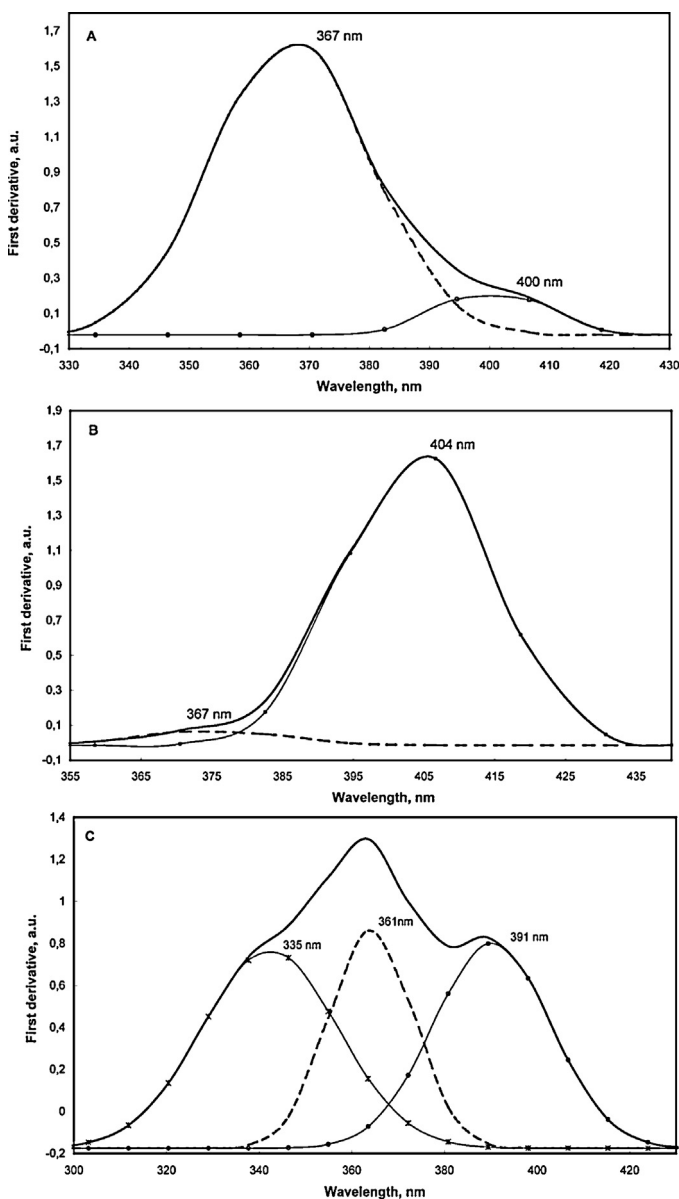 A
367 nm
400 nm
1,7
1,5
1,3
1,1
0,9
0,7
0,5
0,3
0,1
-0,1
First derivative, a.u.
330 340 350 360 370 380 390 400 410 420 430
Wavelength, nm
B
404 nm
367 nm
1,9
1,7
1,5
1,3
1,1
0,9
0,7
0,5
0,3
0,1
-0,1
First derivative, a.u.
355 365 375 385 395 405 415 425 435
Wavelength, nm
C
335 nm
361nm
391 nm
1,4
1,2
1
0,8
0,6
0,4
0,2
0
-0,2
First derivative, a.u.
300 320 340 360 380 400 420
Wavelength, nm